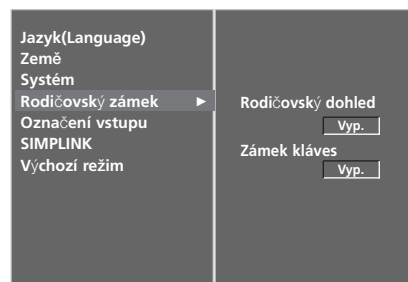 Jazyk(Language)
Země
Systém
Rodičovský zámek ►
Označení vstupu
SIMPLINK
Výchozí režim
Rodičovský dohled
Vyp.
Zámek kláves
Vyp.